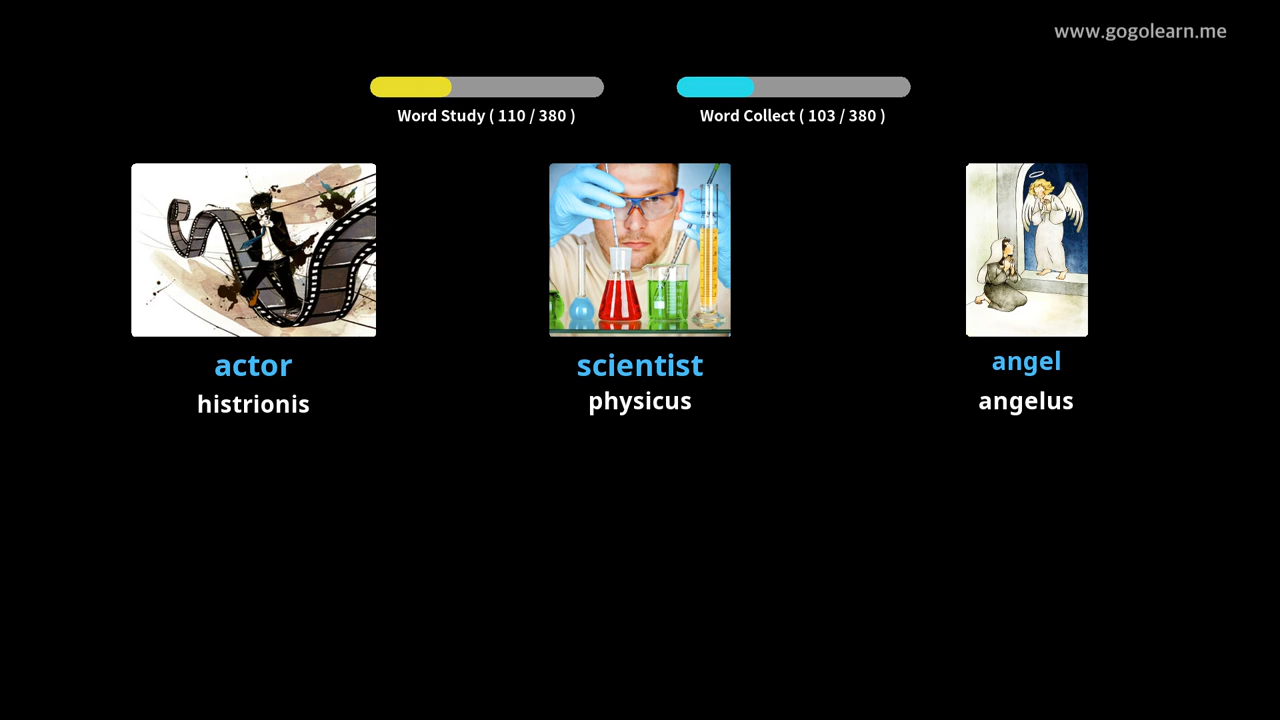 www.gogolearn.me
Word Study ( 110 / 380 )
Word Collect ( 103 / 380 )
actor
scientist
angel
histrionis
physicus
angelus